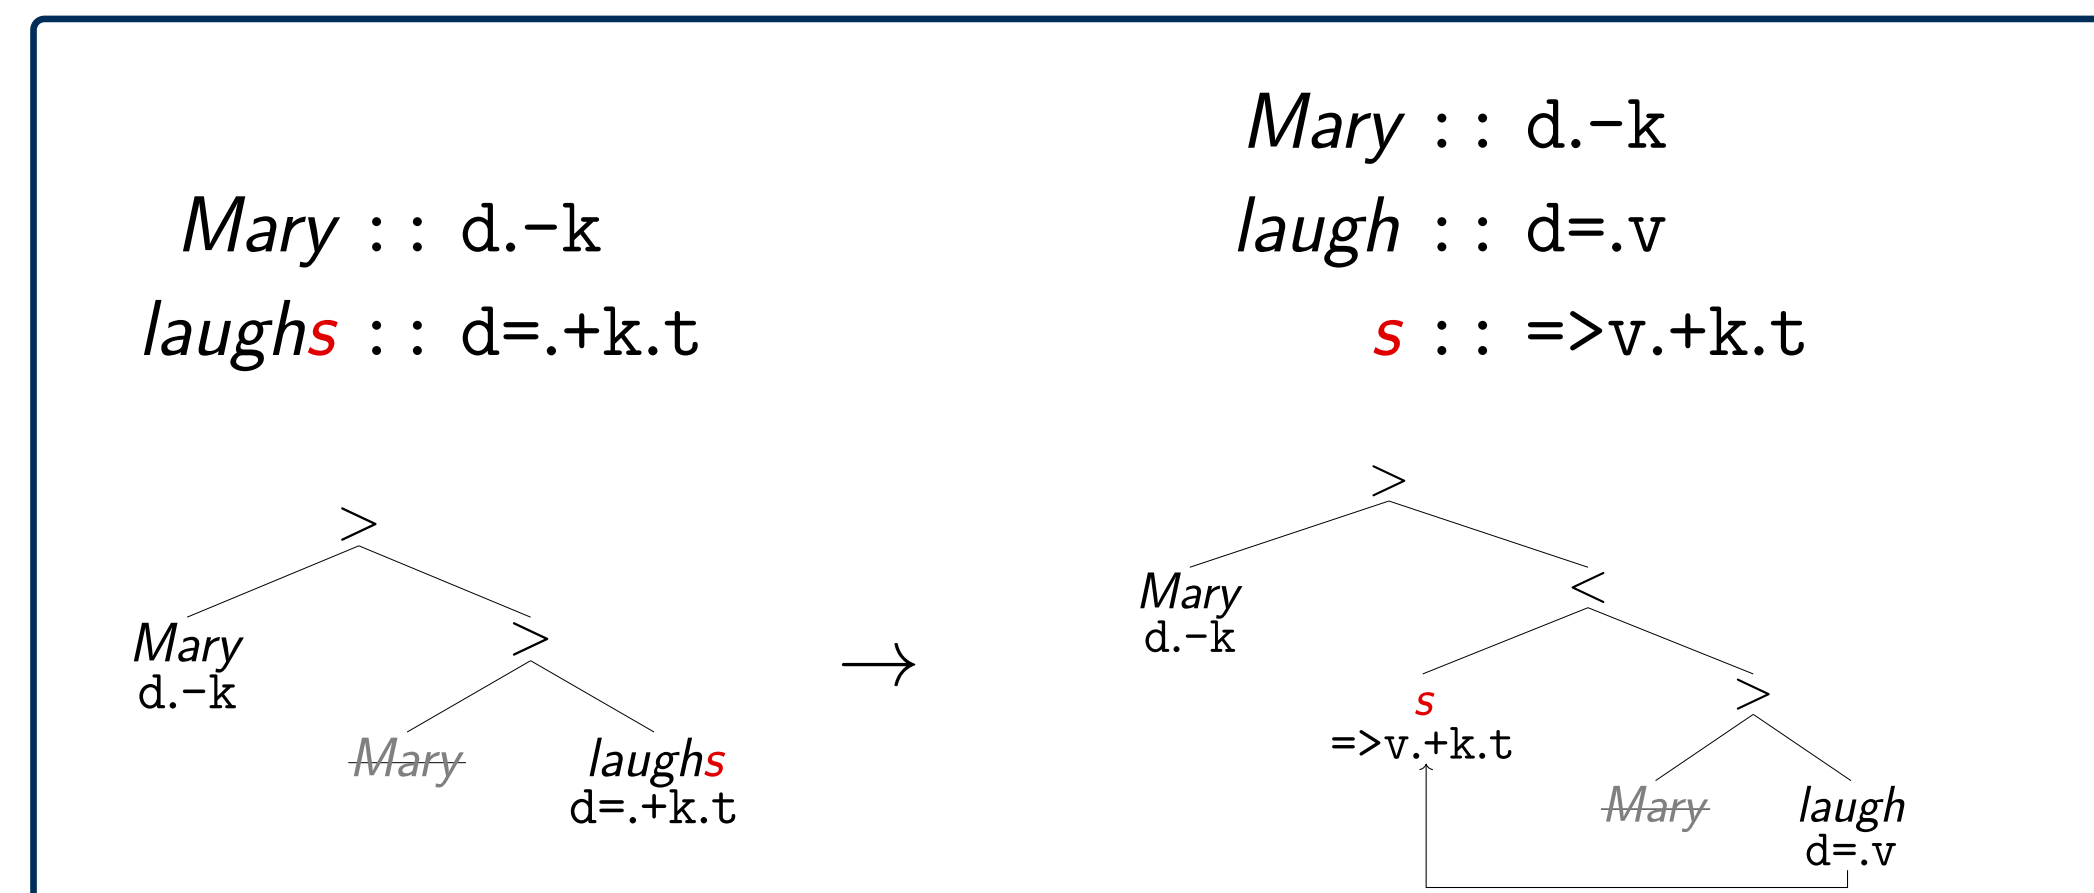 Mary :: d.-k
laughs :: d=.+k.t
Mary :: d.-k
laugh :: d=.v
s :: =>v.+k.t
>
Mary
d.-k
>
Mary
laughs
d=.+k.t
→
>
Mary
d.-k
<
s
=>v.+k.t
>
Mary
laugh
d=.v